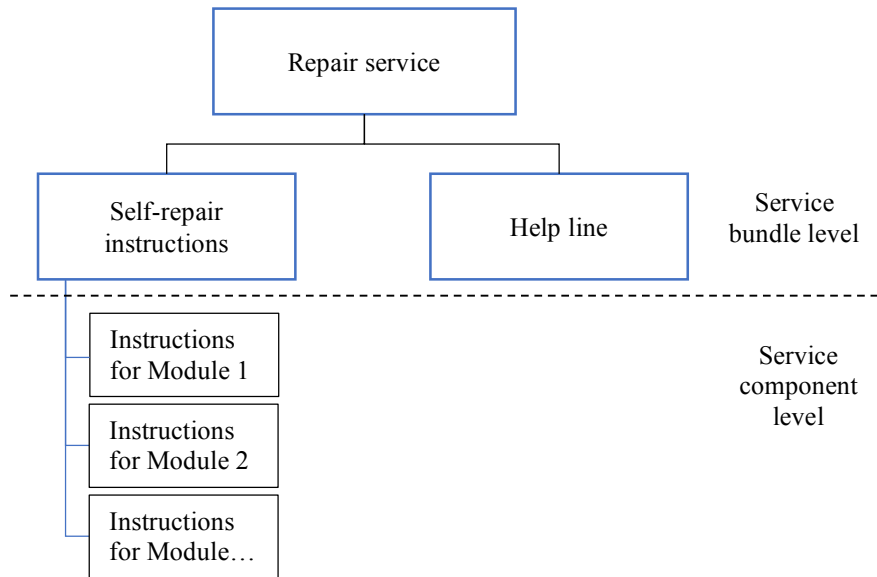 Repair service
Self-repair
instructions
Help line
Service
bundle level
Instructions
for Module 1
Service
component
level
Instructions
for Module 2
Instructions
for Module…